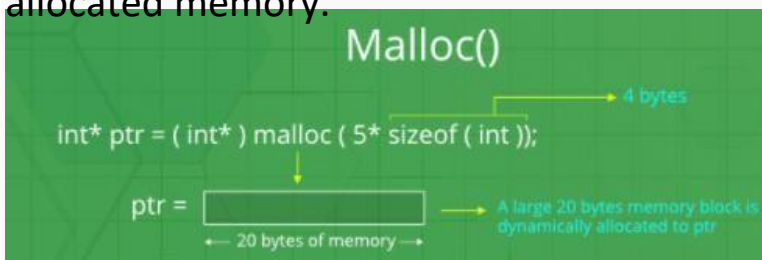 allocated memory.
Malloc()
4 bytes
int* ptr = ( int* ) malloc ( 5* sizeof ( int ));
ptr =
A large 20 bytes memory block is
dynamically allocated to ptr
20 bytes of memory